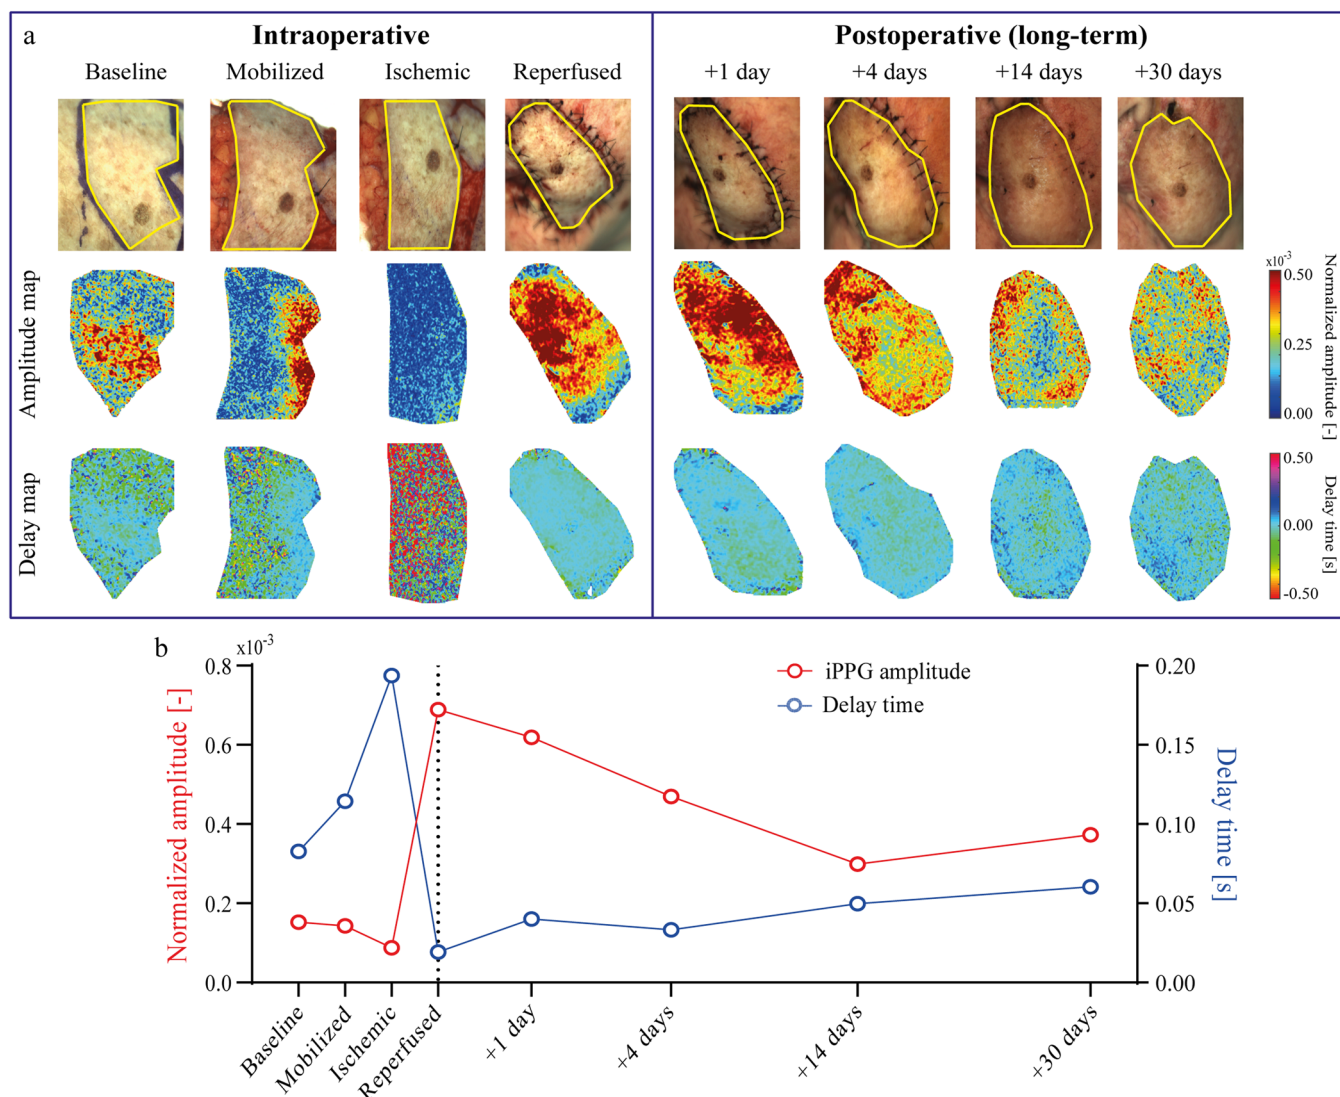 a
Intraoperative
Postoperative (long-term)
Baseline
Mobilized
Ischemic
Reperfused
+1 day
+4 days
+14 days
+30 days
Amplitude map
x10⁻³
0.50
0.25
0.00
Normalized amplitude [-]
Delay map
0.50
0.00
-0.50
Delay time [s]
b
x10⁻³
0.8
0.6
0.4
0.2
0.0
Normalized amplitude [-]
iPPG amplitude
Delay time
0.20
0.15
0.10
0.05
0.00
Delay time [s]
Baseline
Mobilized
Ischemic
Reperfused
+1 day
+4 days
+14 days
+30 days